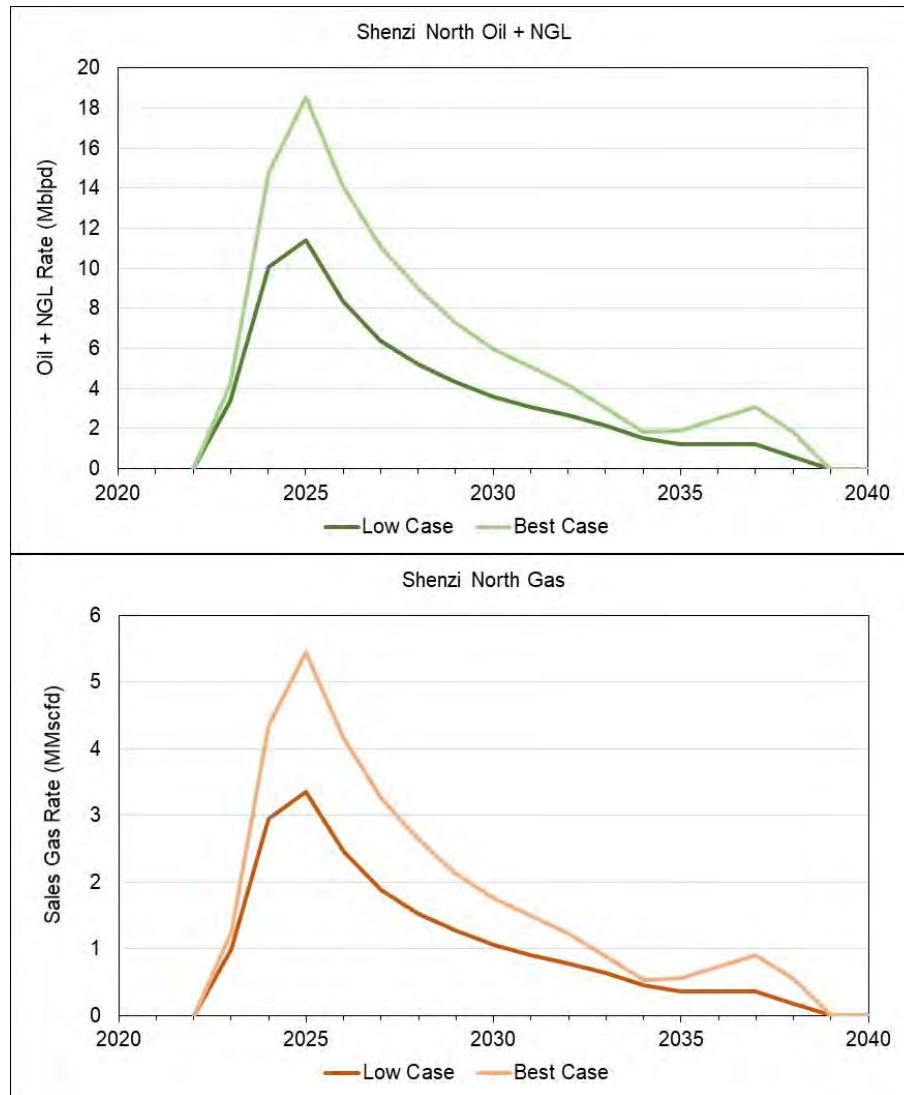 Shenzi North Oil + NGL
20
18
16
14
12
10
8
6
4
2
0
Oil + NGL Rate (Mblpd)
2020 2025 2030 2035 2040
Low Case Best Case
Shenzi North Gas
6
5
4
3
2
1
0
Sales Gas Rate (MMscfd)
2020 2025 2030 2035 2040
Low Case Best Case